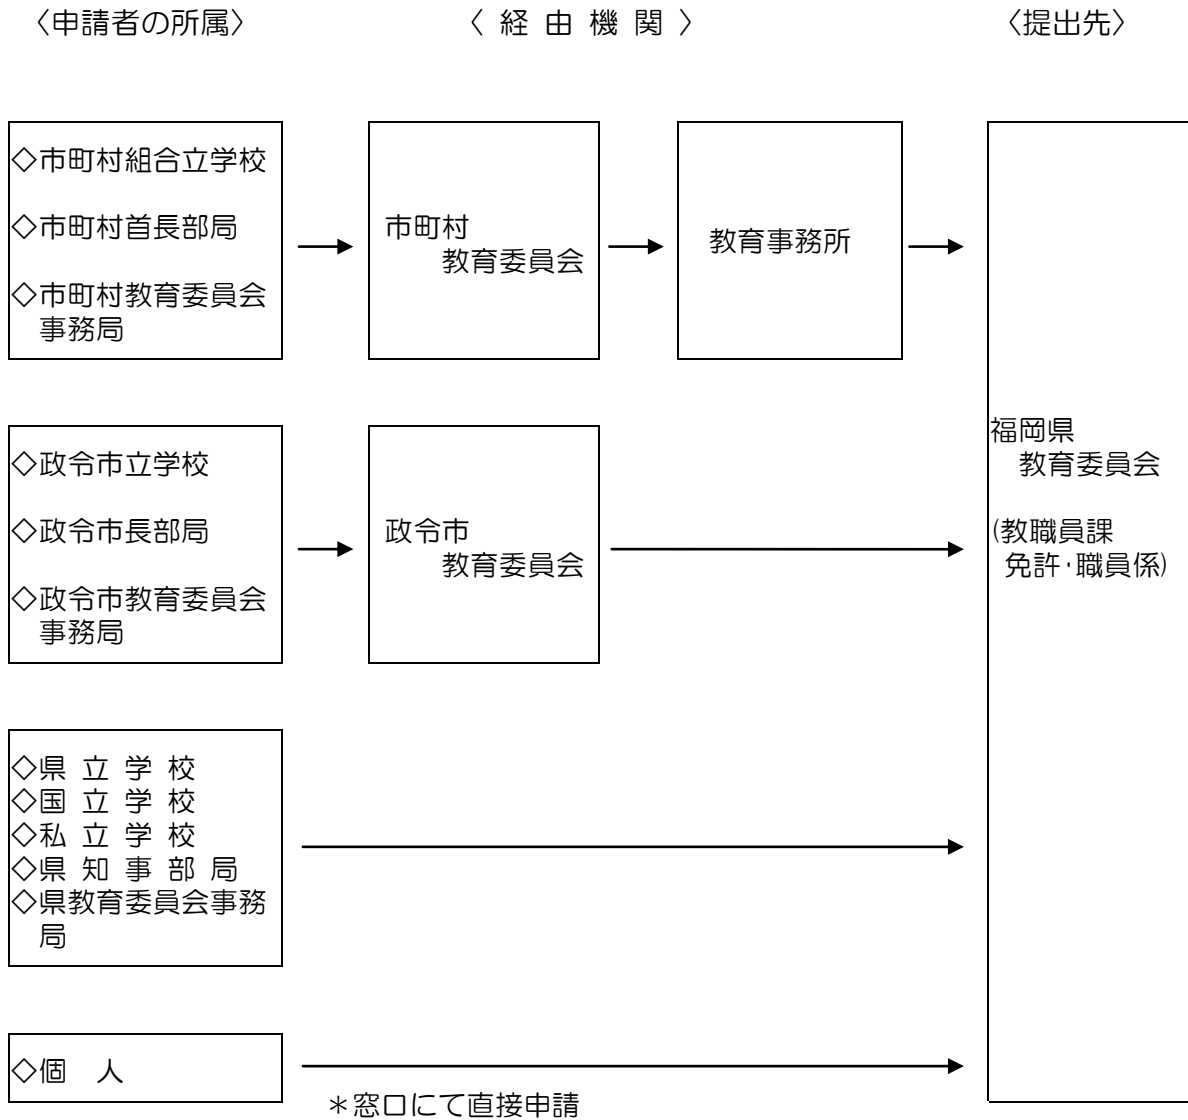 〈申請者の所属〉
〈 経 由 機 関 〉
〈提出先〉
◇市町村組合立学校
◇市町村首長部局
◇市町村教育委員会
事務局
市町村
教育委員会
教育事務所
◇政令市立学校
◇政令市長部局
◇政令市教育委員会
事務局
政令市
教育委員会
◇県 立 学 校
◇国 立 学 校
◇私 立 学 校
◇県 知 事 部 局
◇県教育委員会事務
局
◇個 人
＊窓口にて直接申請
福岡県
教育委員会
(教職員課
免許･職員係)